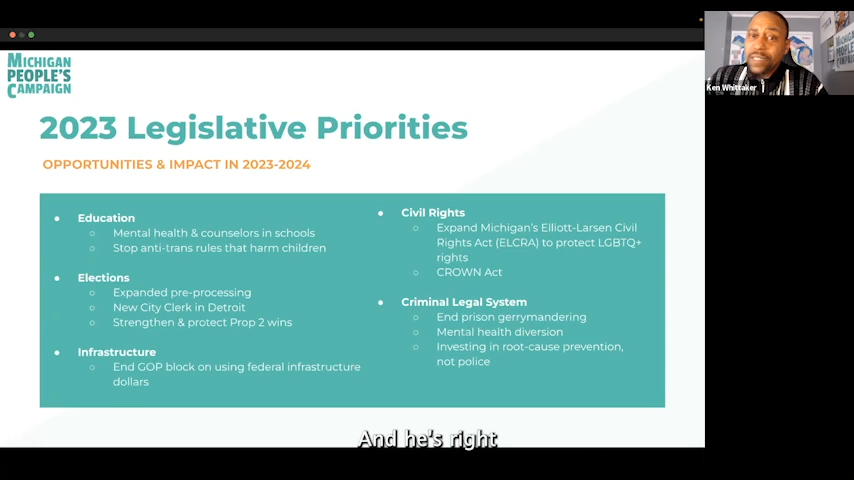 MICHIGAN
PEOPLE'S
CAMPAIGN
2023 Legislative Priorities
OPPORTUNITIES & IMPACT IN 2023-2024
● Education
○ Mental health & counselors in schools
○ Stop anti-trans rules that harm children
● Elections
○ Expanded pre-processing
○ New City Clerk in Detroit
○ Strengthen & protect Prop 2 wins
● Infrastructure
○ End GOP block on using federal infrastructure
dollars
● Civil Rights
○ Expand Michigan's Elliott-Larsen Civil
Rights Act (ELCRA) to protect LGBTQ+
rights
○ CROWN Act
● Criminal Legal System
○ End prison gerrymandering
○ Mental health diversion
○ Investing in root-cause prevention,
not police
Ken Whittaker
MICHIGAN
PEOPLE'S
CAMPAIGN
And he's right